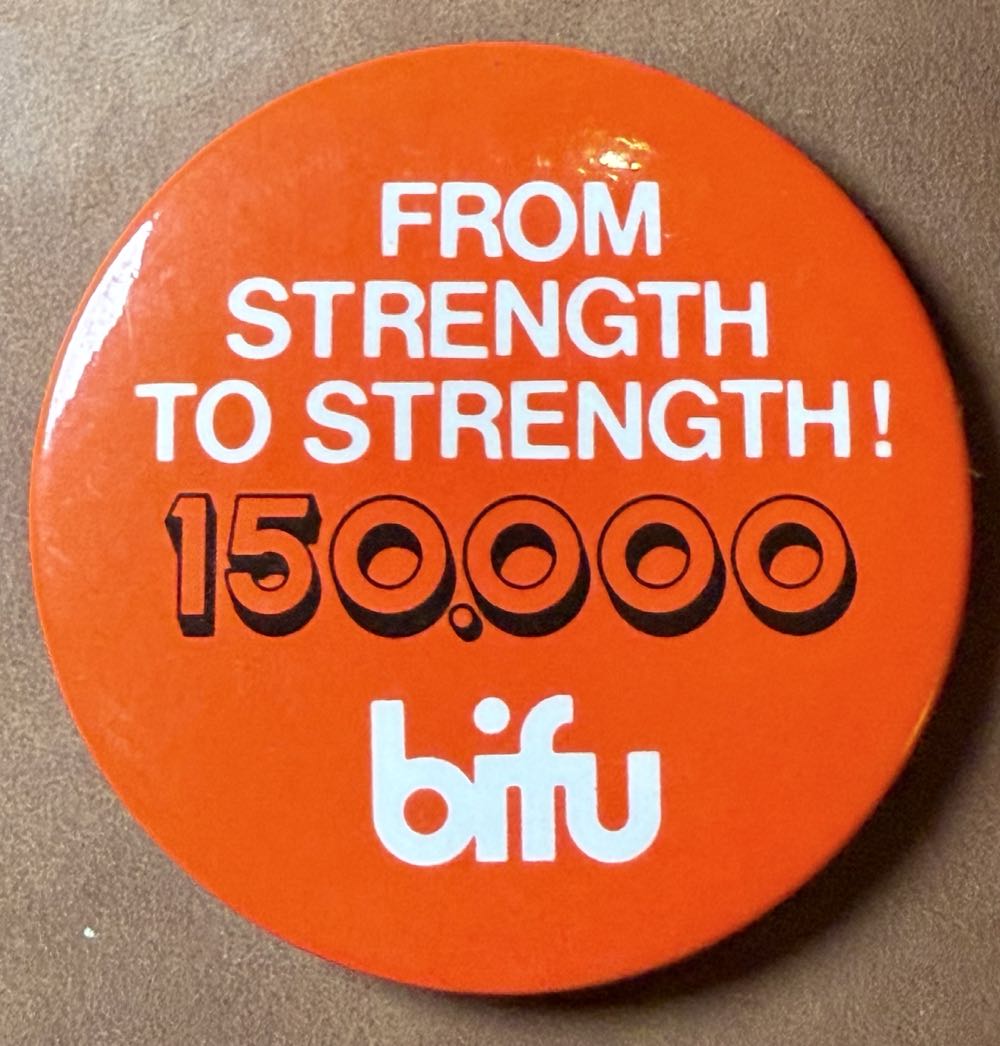 FROM
STRENGTH
TO STRENGTH!
150,000
bifu